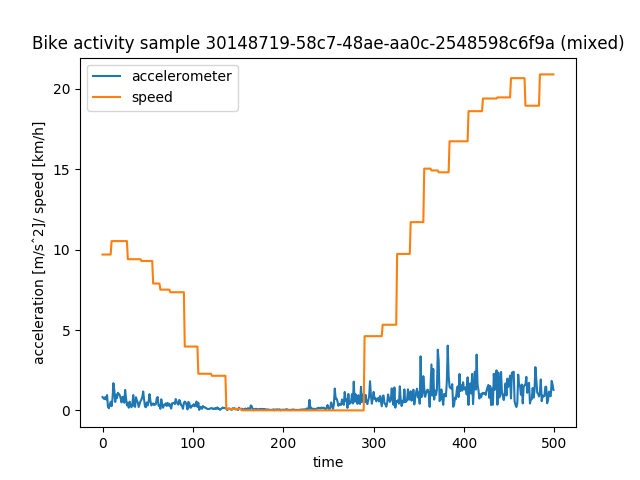 Bike activity sample 30148719-58c7-48ae-aa0c-2548598c6f9a (mixed)
accelerometer
speed
acceleration [m/s^2]/ speed [km/h]
20
15
10
5
0
0 100 200 300 400 500
time